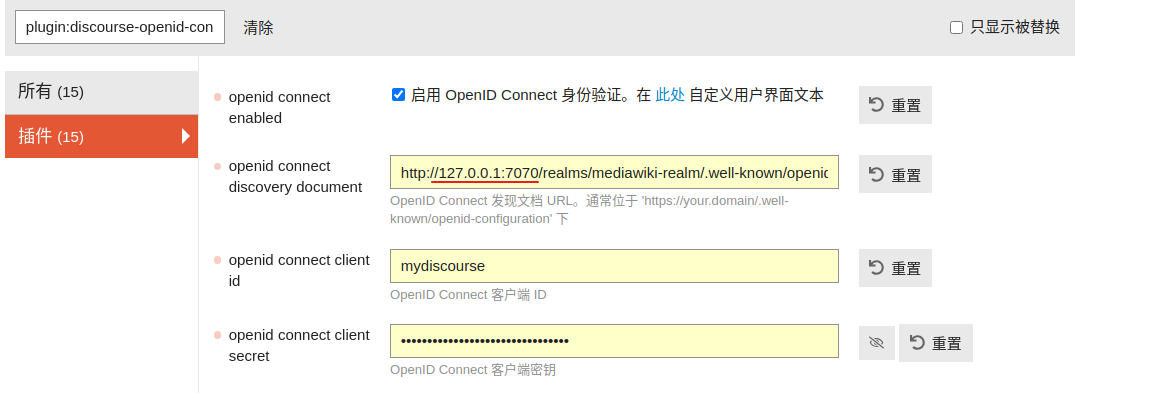 plugin:discourse-openid-con
清除
只显示被替换
所有 (15)
插件 (15)
openid connect
enabled
启用 OpenID Connect 身份验证。在 此处 自定义用户界面文本
重置
openid connect
discovery document
http://127.0.0.1:7070/realms/mediawiki-realm/.well-known/openic
重置
OpenID Connect 发现文档 URL。通常位于 'https://your.domain/.well-
known/openid-configuration' 下
openid connect client
id
mydiscourse
重置
OpenID Connect 客户端 ID
openid connect client
secret
••••••••••••••••••••••••••••••••
重置
OpenID Connect 客户端密钥